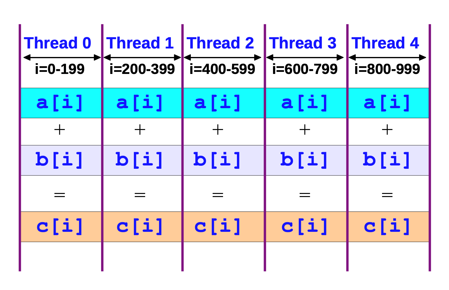 Thread 0 Thread 1 Thread 2 Thread 3 Thread 4
i=0-199 i=200-399 i=400-599 i=600-799 i=800-999
a[i] a[i] a[i] a[i] a[i]
+ + + + +
b[i] b[i] b[i] b[i] b[i]
= = = = =
c[i] c[i] c[i] c[i] c[i]